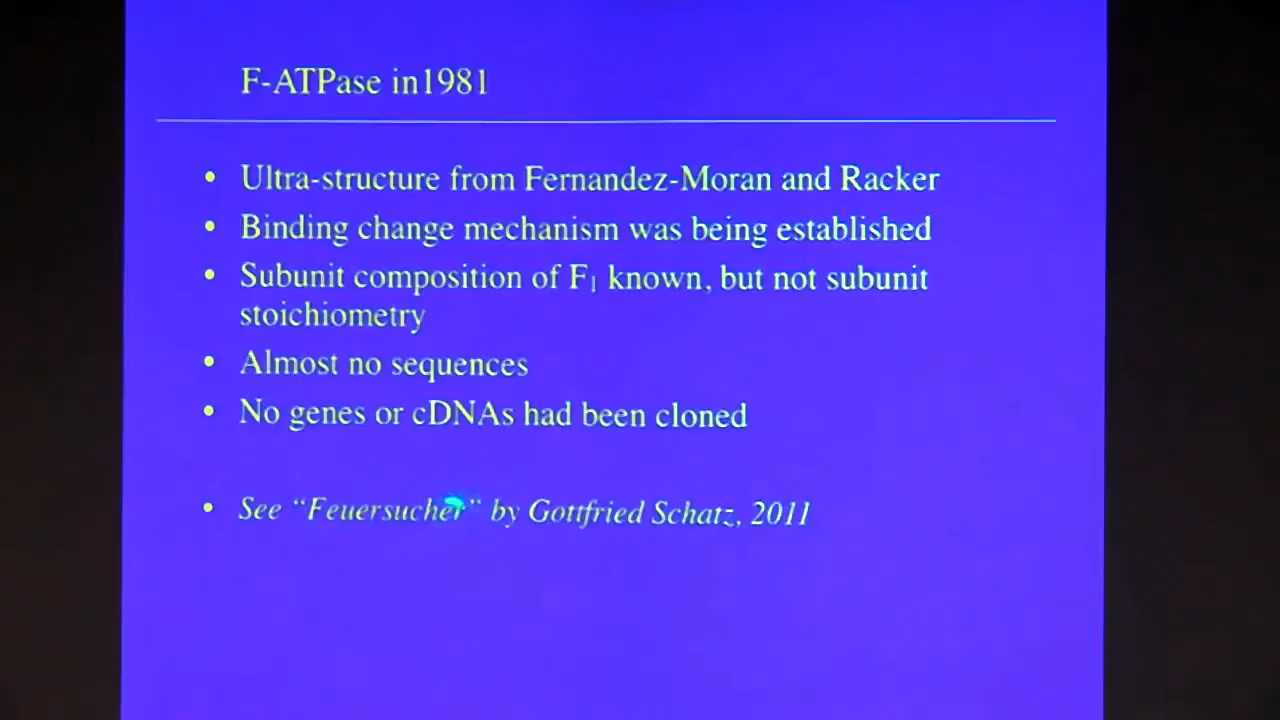 F-ATPase in1981
• Ultra-structure from Fernandez-Moran and Racker
• Binding change mechanism was being established
• Subunit composition of F₁ known, but not subunit
stoichiometry
• Almost no sequences
• No genes or cDNAs had been cloned
• See “Feuersucher” by Gottfried Schatz, 2011